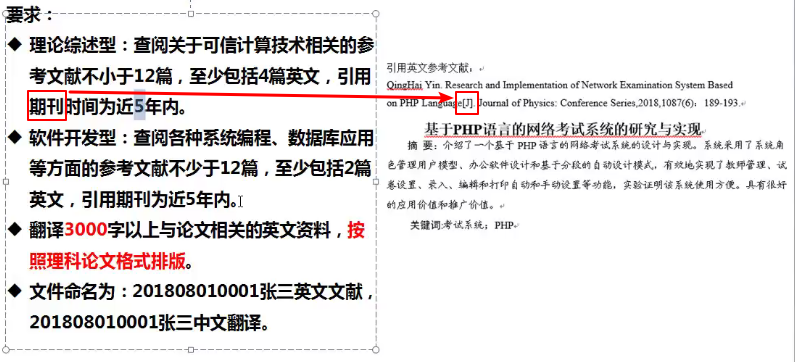 要求：
◆ 理论综述型：查阅关于可信计算技术相关的参
考文献不小于12篇，至少包括4篇英文，引用
期刊时间为近5年内。
◆ 软件开发型：查阅各种系统编程、数据库应用
等方面的参考文献不少于12篇，至少包括2篇
英文，引用期刊为近5年内。
◆ 翻译3000字以上与论文相关的英文资料，按
照理科论文格式排版。
◆ 文件命名为：201808010001张三英文文献，
201808010001张三中文翻译。
引用英文参考文献：
QingHai Yin. Research and Implementation of Network Examination System Based
on PHP Language[J]. Journal of Physics: Conference Series,2018,1087(6): 189-193.
基于PHP语言的网络考试系统的研究与实现
摘 要：介绍了一个基于 PHP 语言的网络考试系统的设计与实现。系统采用了系统角
色管理用户模型、办公软件设计和基于分段的自动设计模式，有效地实现了教师管理、试
卷设置、录入、编辑和打印自动和手动设置等功能，实验证明该系统使用方便。具有很好
的应用价值和推广价值。
关键词:考试系统；PHP